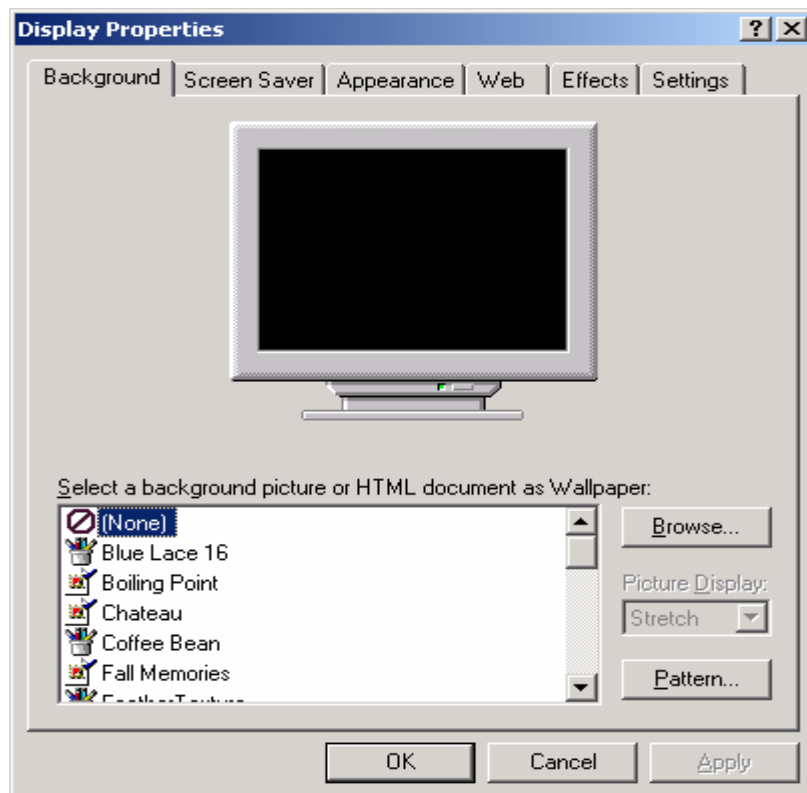 Display Properties
Background Screen Saver Appearance Web Effects Settings
Select a background picture or HTML document as Wallpaper:
(None)
Blue Lace 16
Boiling Point
Chateau
Coffee Bean
Fall Memories
Browse...
Picture Display:
Stretch
Pattern...
OK Cancel Apply